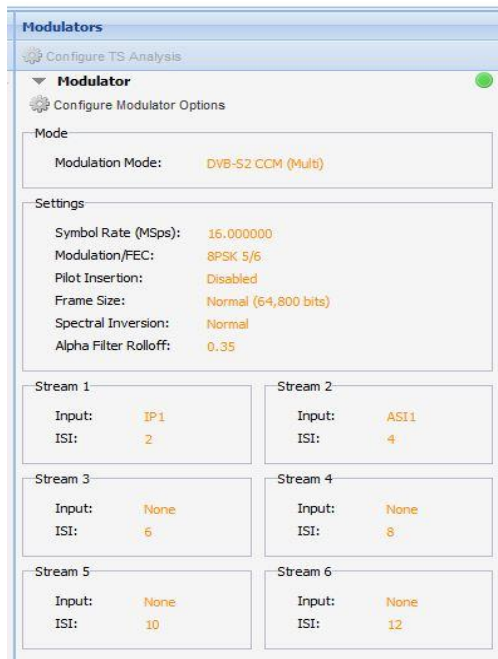 Modulators
Configure TS Analysis
Modulator
Configure Modulator Options
Mode
Modulation Mode: DVB-S2 CCM (Multi)
Settings
Symbol Rate (MSps): 16.000000
Modulation/FEC: 8PSK 5/6
Pilot Insertion: Disabled
Frame Size: Normal (64,800 bits)
Spectral Inversion: Normal
Alpha Filter Rolloff: 0.35
Stream 1
Input: IP1
ISI: 2
Stream 2
Input: ASI1
ISI: 4
Stream 3
Input: None
ISI: 6
Stream 4
Input: None
ISI: 8
Stream 5
Input: None
ISI: 10
Stream 6
Input: None
ISI: 12